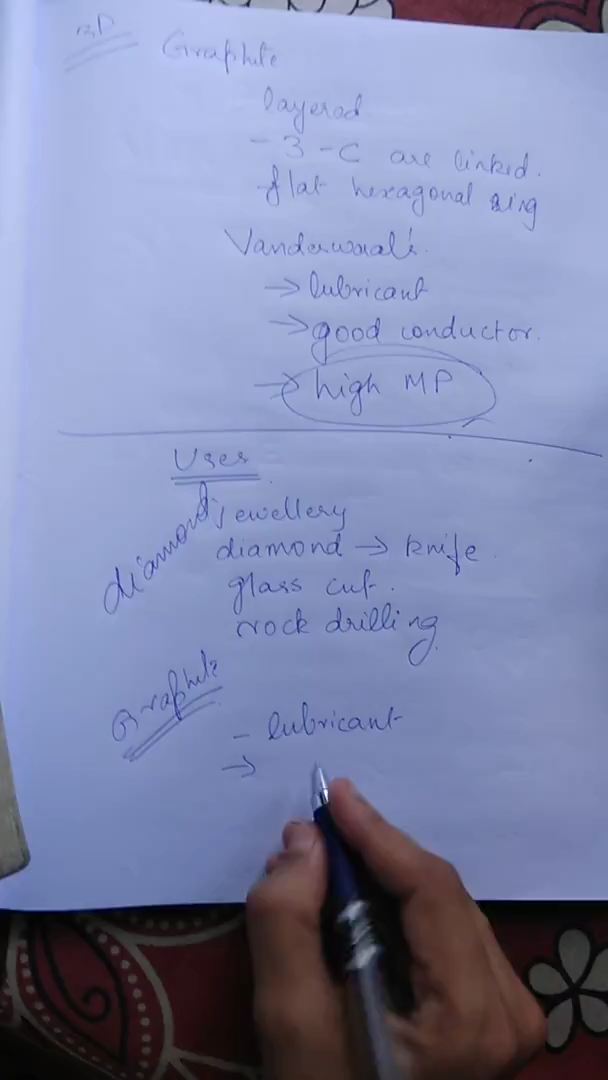 Graphite
layered
- 3 - C are linked.
- flat hexagonal ring
Vanderwaal's.
→ lubricant
→ good conductor.
→ high MP
Uses
diamond
jewellery
diamond → knife.
glass cut.
rock drilling
Graphite
- lubricant
→